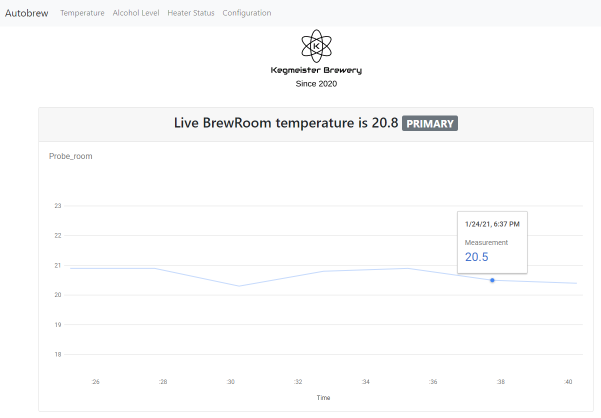 Autobrew Temperature Alcohol Level Heater Status Configuration
K
Kegmeister Brewery
Since 2020
Live BrewRoom temperature is 20.8 PRIMARY
Probe_room
23
22
21
20
19
18
1/24/21, 6:37 PM
Measurement
20.5
:26 :28 :30 :32 :34 :36 :38 :40
Time